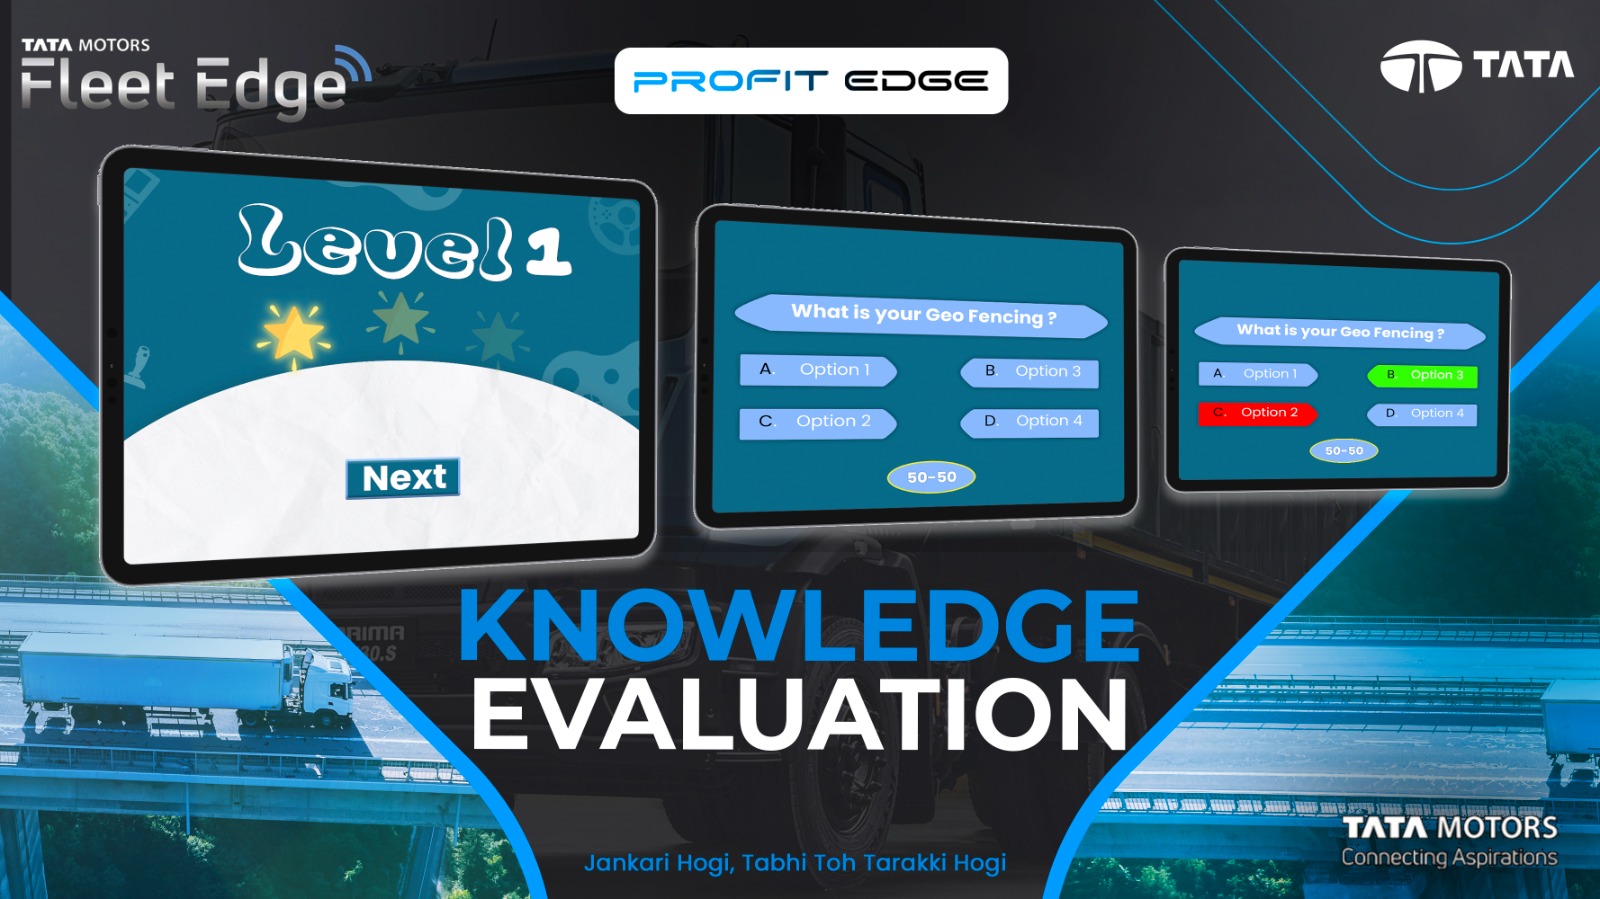 TATA MOTORS
Fleet Edge
PROFIT EDGE
TATA
Level 1
Next
What is your Geo Fencing ?
A. Option 1
B. Option 3
C. Option 2
D. Option 4
50-50
What is your Geo Fencing ?
A. Option 1
B. Option 3
C. Option 2
D Option 4
50-50
KNOWLEDGE
EVALUATION
Jankari Hogi, Tabhi Toh Tarakki Hogi
TATA MOTORS
Connecting Aspirations